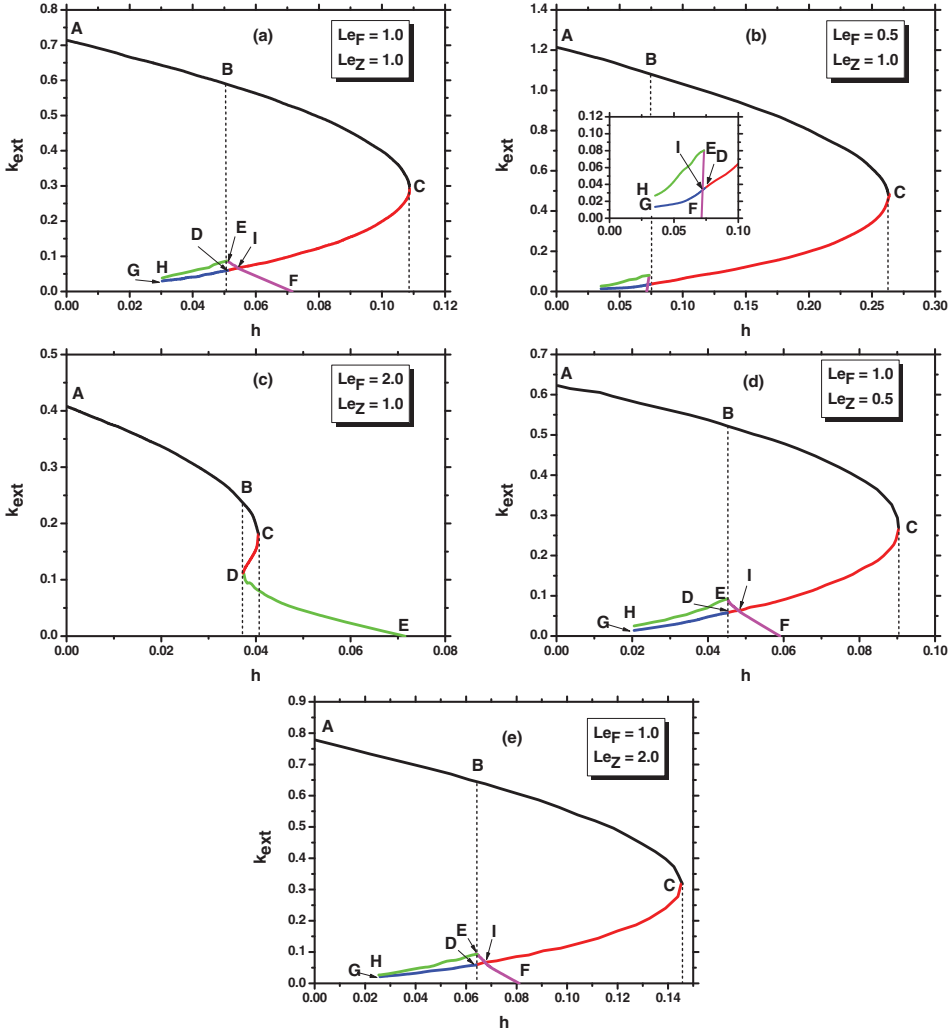 (a)
Le_F = 1.0
Le_Z = 1.0
k_ext
0.8
0.7
0.6
0.5
0.4
0.3
0.2
0.1
0.0
A
B
C
D
E
I
G
H
F
0.00
0.02
0.04
0.06
0.08
0.10
0.12
h
(b)
Le_F = 0.5
Le_Z = 1.0
k_ext
1.4
1.2
1.0
0.8
0.6
0.4
0.2
0.0
A
B
C
0.12
0.10
0.08
0.06
0.04
0.02
0.00
I
E
D
H
G
F
0.00
0.05
0.10
0.00
0.05
0.10
0.15
0.20
0.25
0.30
h
(c)
Le_F = 2.0
Le_Z = 1.0
k_ext
0.5
0.4
0.3
0.2
0.1
0.0
A
B
C
D
E
0.00
0.02
0.04
0.06
0.08
h
(d)
Le_F = 1.0
Le_Z = 0.5
k_ext
0.7
0.6
0.5
0.4
0.3
0.2
0.1
0.0
A
B
C
D
E
I
H
G
F
0.00
0.02
0.04
0.06
0.08
0.10
h
(e)
Le_F = 1.0
Le_Z = 2.0
k_ext
0.9
0.8
0.7
0.6
0.5
0.4
0.3
0.2
0.1
0.0
A
B
C
E
D
I
H
G
F
0.00
0.02
0.04
0.06
0.08
0.10
0.12
0.14
h